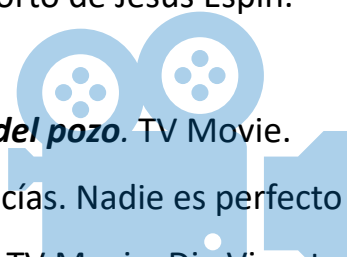 orto de Jesús Espín.
del pozo. TV Movie.
cías. Nadie es perfecto
TV Movie. Dir. Vicent